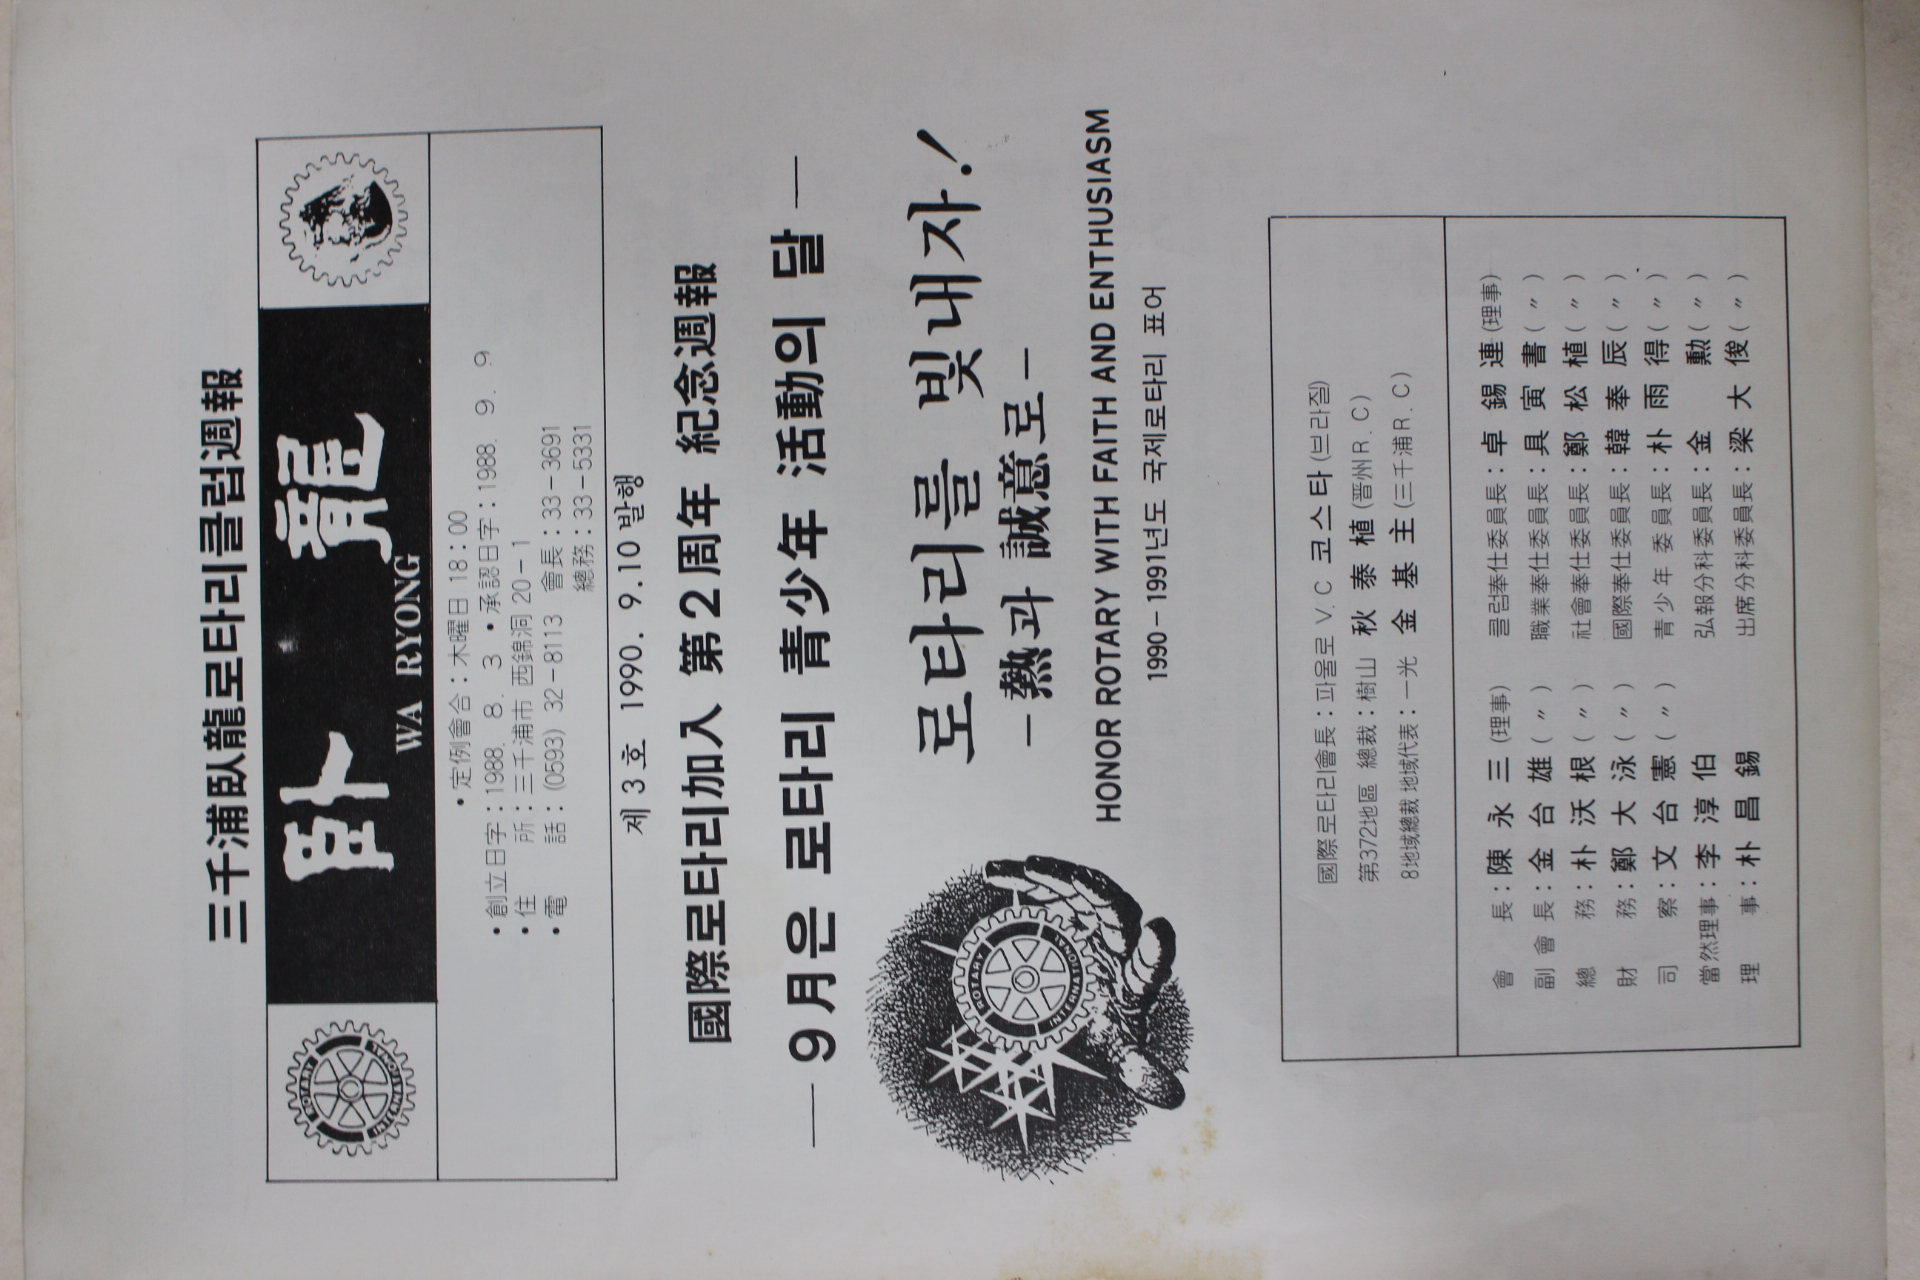 三千浦臥龍로타리클럽週報
ROTARY INTERNATIONAL
臥龍
WA RYONG
•定例會合：木曜日 18：00
•創立日字：1988. 8. 3 •承認日字：1988. 9. 9
•住 所：三千浦市 西錦洞 20－1
•電 話：(0593) 32－8113 會長：33－3691
總務：33－5331
제 3 호 1990. 9.10 발행
國際로타리加入 第2周年 紀念週報
— 9月은 로타리 靑少年 活動의 달 —
로타리를 빛내자!
－熱과 誠意로－
HONOR ROTARY WITH FAITH AND ENTHUSIASM
1990－1991년도 국제로타리 표어
ROTARY INTERNATIONAL
國際로타리會長：파울로 V.C 코스타 (브라질)
第372地區 總裁：樹山 秋泰植 (晋州R.C)
8地域總裁 地域代表：一光 金基主 (三千浦R.C)
會 長：陳永三 (理事) 클럽奉仕委員長：卓錫連 (理事)
副會長：金台雄 ( 〃 ) 職業奉仕委員長：具寅書 ( 〃 )
總 務：朴沃根 ( 〃 ) 社會奉仕委員長：鄭松植 ( 〃 )
財 務：鄭大泳 ( 〃 ) 國際奉仕委員長：韓奉辰 ( 〃 )
司 察：文台憲 ( 〃 ) 靑少年 委員長：朴雨得 ( 〃 )
當然理事：李淳伯 弘報分科委員長：金 勳 ( 〃 )
理 事：朴昌錫 出席分科委員長：梁大俊 ( 〃 )